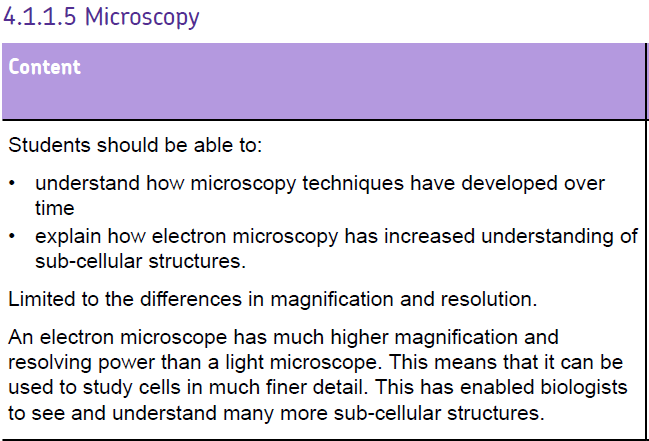 4.1.1.5 Microscopy
Content
Students should be able to:
• understand how microscopy techniques have developed over
time
• explain how electron microscopy has increased understanding of
sub-cellular structures.
Limited to the differences in magnification and resolution.
An electron microscope has much higher magnification and
resolving power than a light microscope. This means that it can be
used to study cells in much finer detail. This has enabled biologists
to see and understand many more sub-cellular structures.